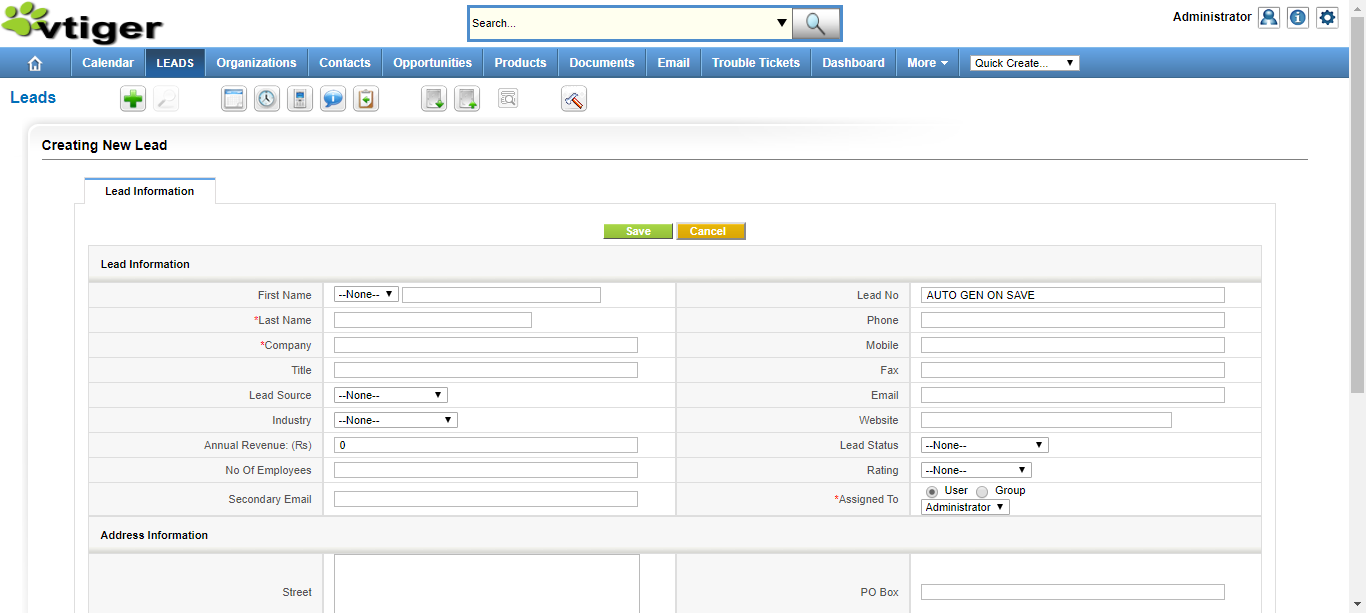 vtiger
Search...
Administrator
Calendar LEADS Organizations Contacts Opportunities Products Documents Email Trouble Tickets Dashboard More Quick Create...
Leads
Creating New Lead
Lead Information
Save Cancel
Lead Information
First Name --None-- Lead No AUTO GEN ON SAVE
*Last Name Phone
*Company Mobile
Title Fax
Lead Source --None-- Email
Industry --None-- Website
Annual Revenue: (Rs) 0 Lead Status --None--
No Of Employees Rating --None--
Secondary Email *Assigned To User Group
Administrator
Address Information
Street PO Box